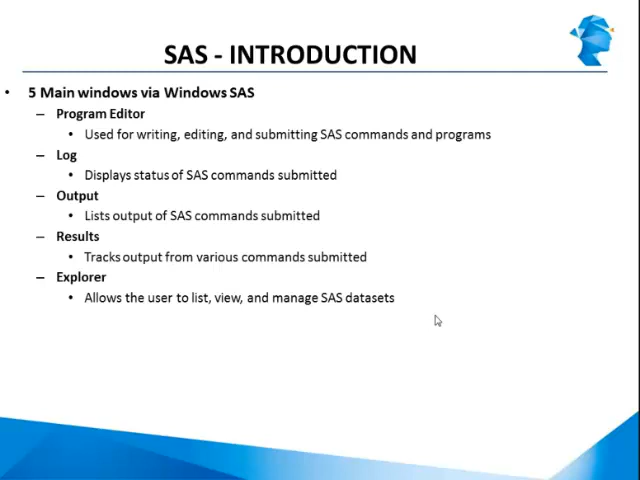 SAS - INTRODUCTION
• 5 Main windows via Windows SAS
– Program Editor
• Used for writing, editing, and submitting SAS commands and programs
– Log
• Displays status of SAS commands submitted
– Output
• Lists output of SAS commands submitted
– Results
• Tracks output from various commands submitted
– Explorer
• Allows the user to list, view, and manage SAS datasets